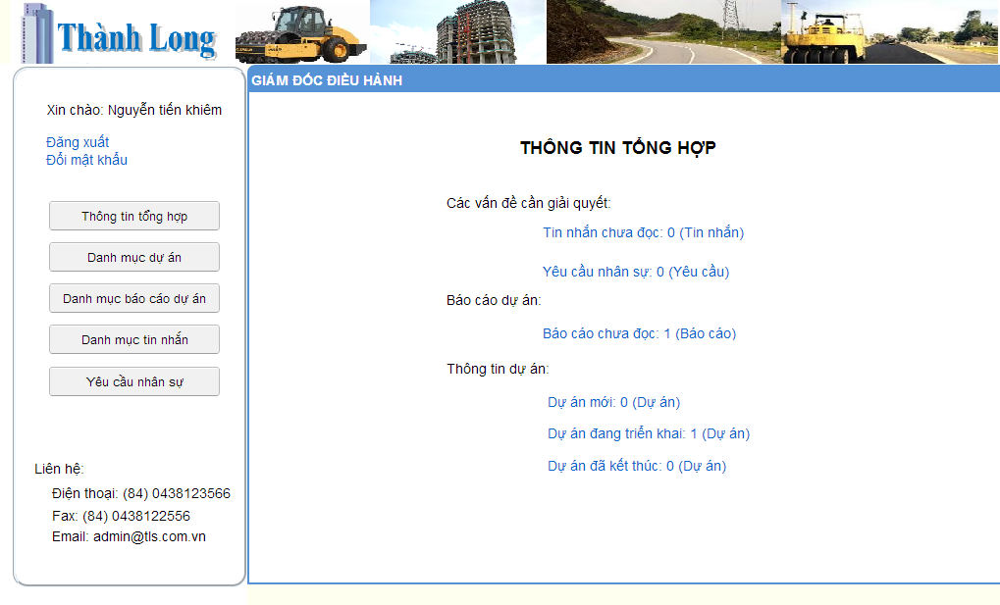 Thành Long
GIÁM ĐỐC ĐIỀU HÀNH
Xin chào: Nguyễn tiến khiêm
Đăng xuất
Đổi mật khẩu
Thông tin tổng hợp
Danh mục dự án
Danh mục báo cáo dự án
Danh mục tin nhắn
Yêu cầu nhân sự
Liên hệ:
Điện thoại: (84) 0438123566
Fax: (84) 0438122556
Email: admin@tls.com.vn
THÔNG TIN TỔNG HỢP
Các vấn đề cần giải quyết:
Tin nhắn chưa đọc: 0 (Tin nhắn)
Yêu cầu nhân sự: 0 (Yêu cầu)
Báo cáo dự án:
Báo cáo chưa đọc: 1 (Báo cáo)
Thông tin dự án:
Dự án mới: 0 (Dự án)
Dự án đang triển khai: 1 (Dự án)
Dự án đã kết thúc: 0 (Dự án)